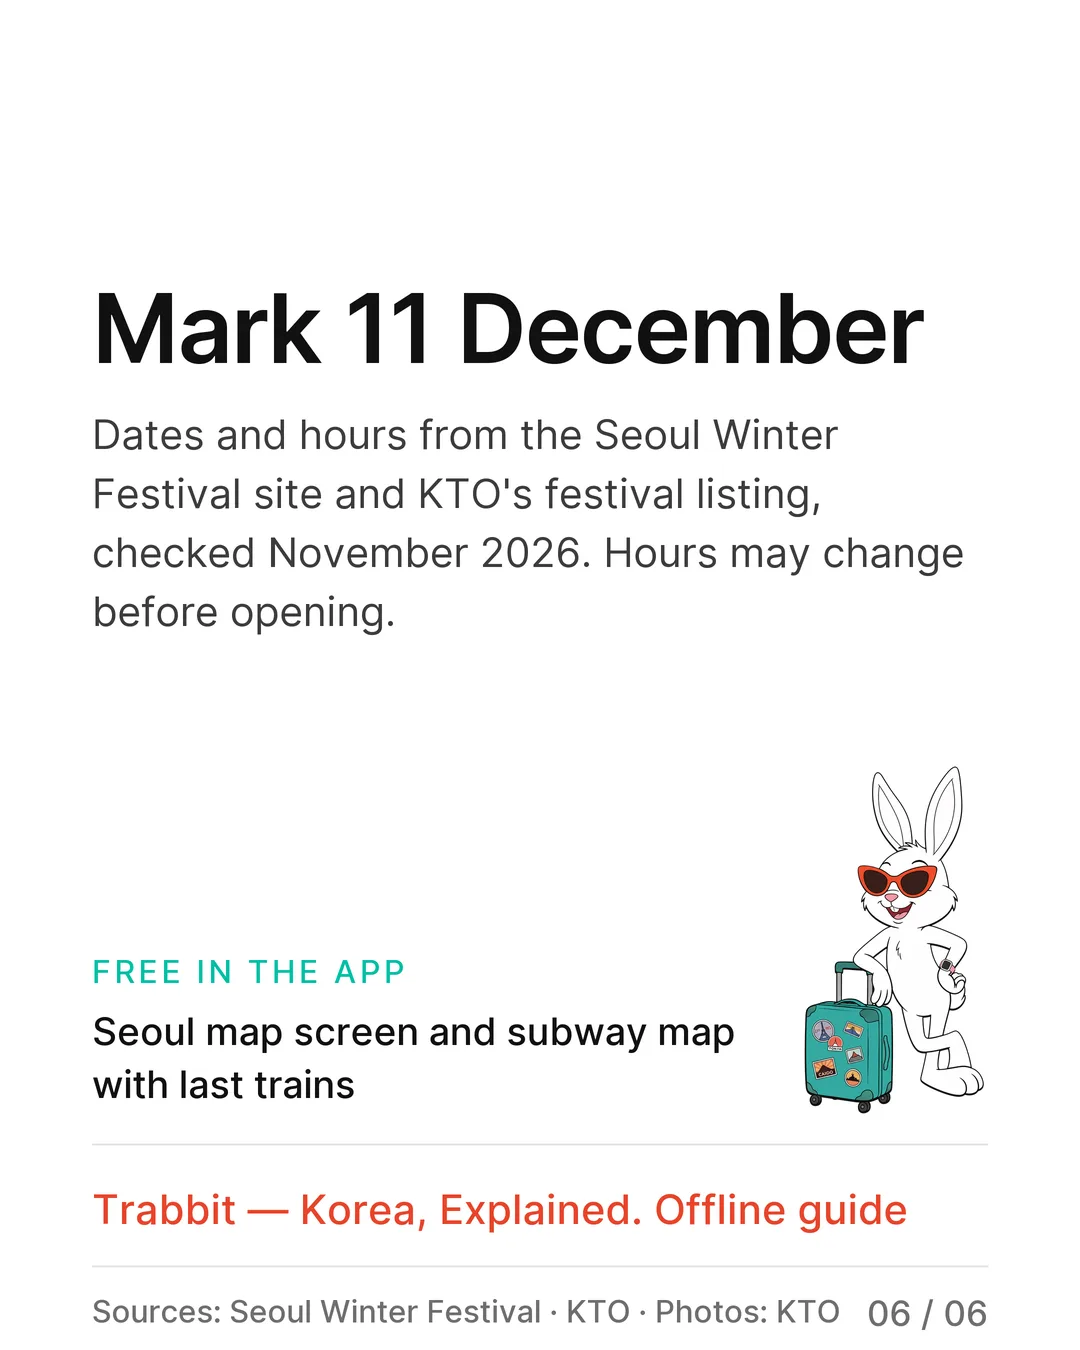 Mark 11 December
Dates and hours from the Seoul Winter
Festival site and KTO's festival listing,
checked November 2026. Hours may change
before opening.
FREE IN THE APP
Seoul map screen and subway map
with last trains
Trabbit — Korea, Explained. Offline guide
Sources: Seoul Winter Festival · KTO · Photos: KTO 06 / 06